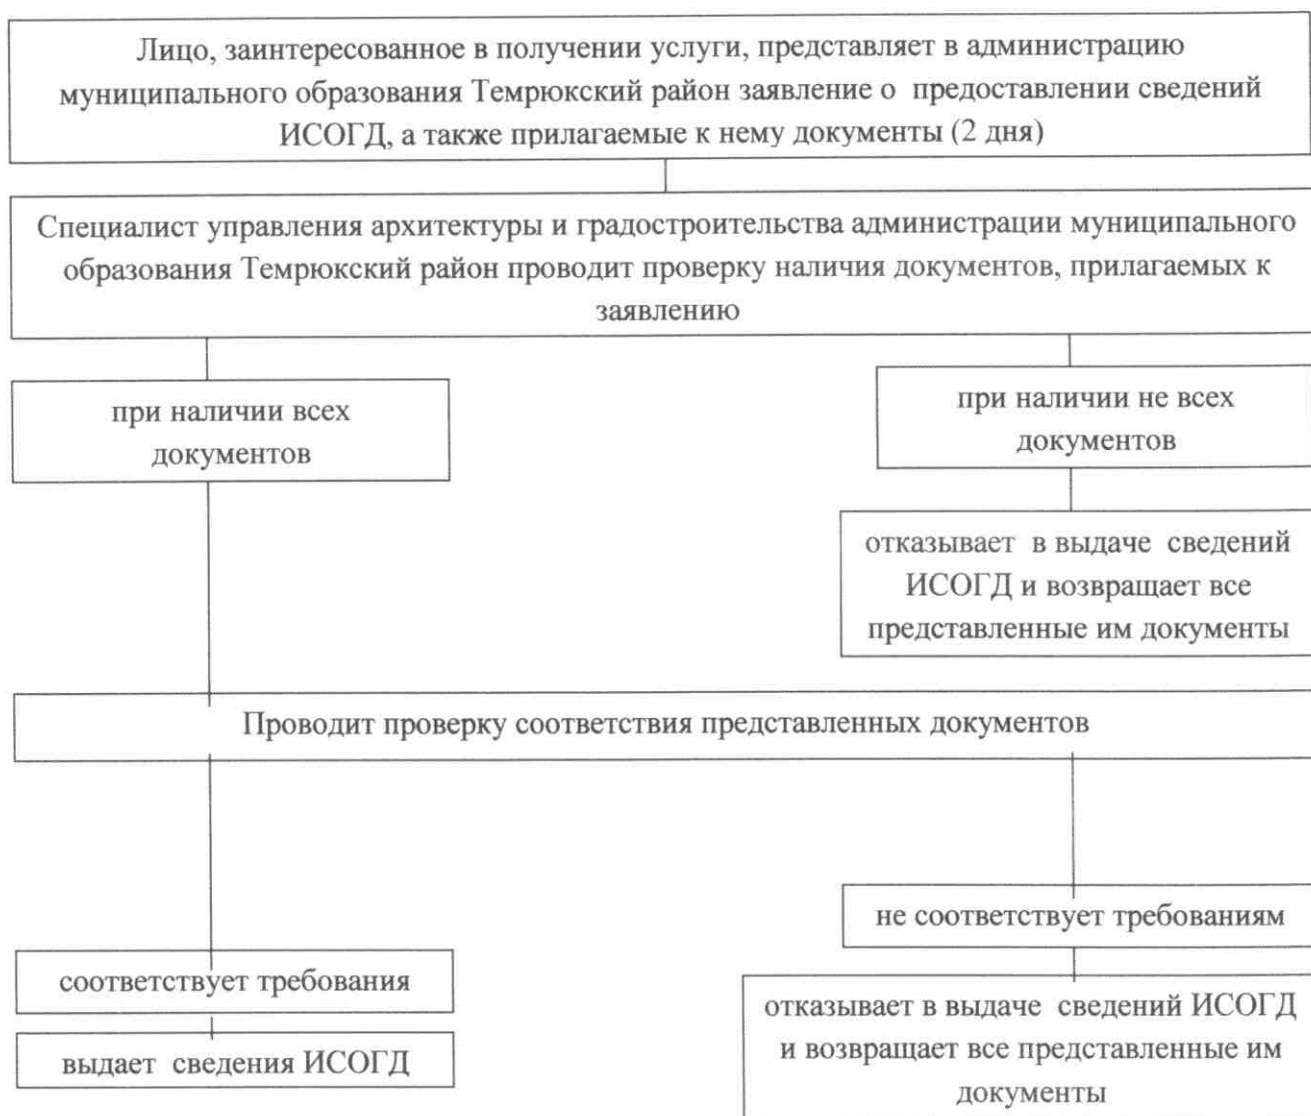 Лицо, заинтересованное в получении услуги, представляет в администрацию
муниципального образования Темрюкский район заявление о предоставлении сведений
ИСОГД, а также прилагаемые к нему документы (2 дня)
Специалист управления архитектуры и градостроительства администрации муниципального
образования Темрюкский район проводит проверку наличия документов, прилагаемых к
заявлению
при наличии всех
документов
при наличии не всех
документов
отказывает в выдаче сведений
ИСОГД и возвращает все
представленные им документы
Проводит проверку соответствия представленных документов
не соответствует требованиям
соответствует требования
отказывает в выдаче сведений ИСОГД
и возвращает все представленные им
документы
выдает сведения ИСОГД